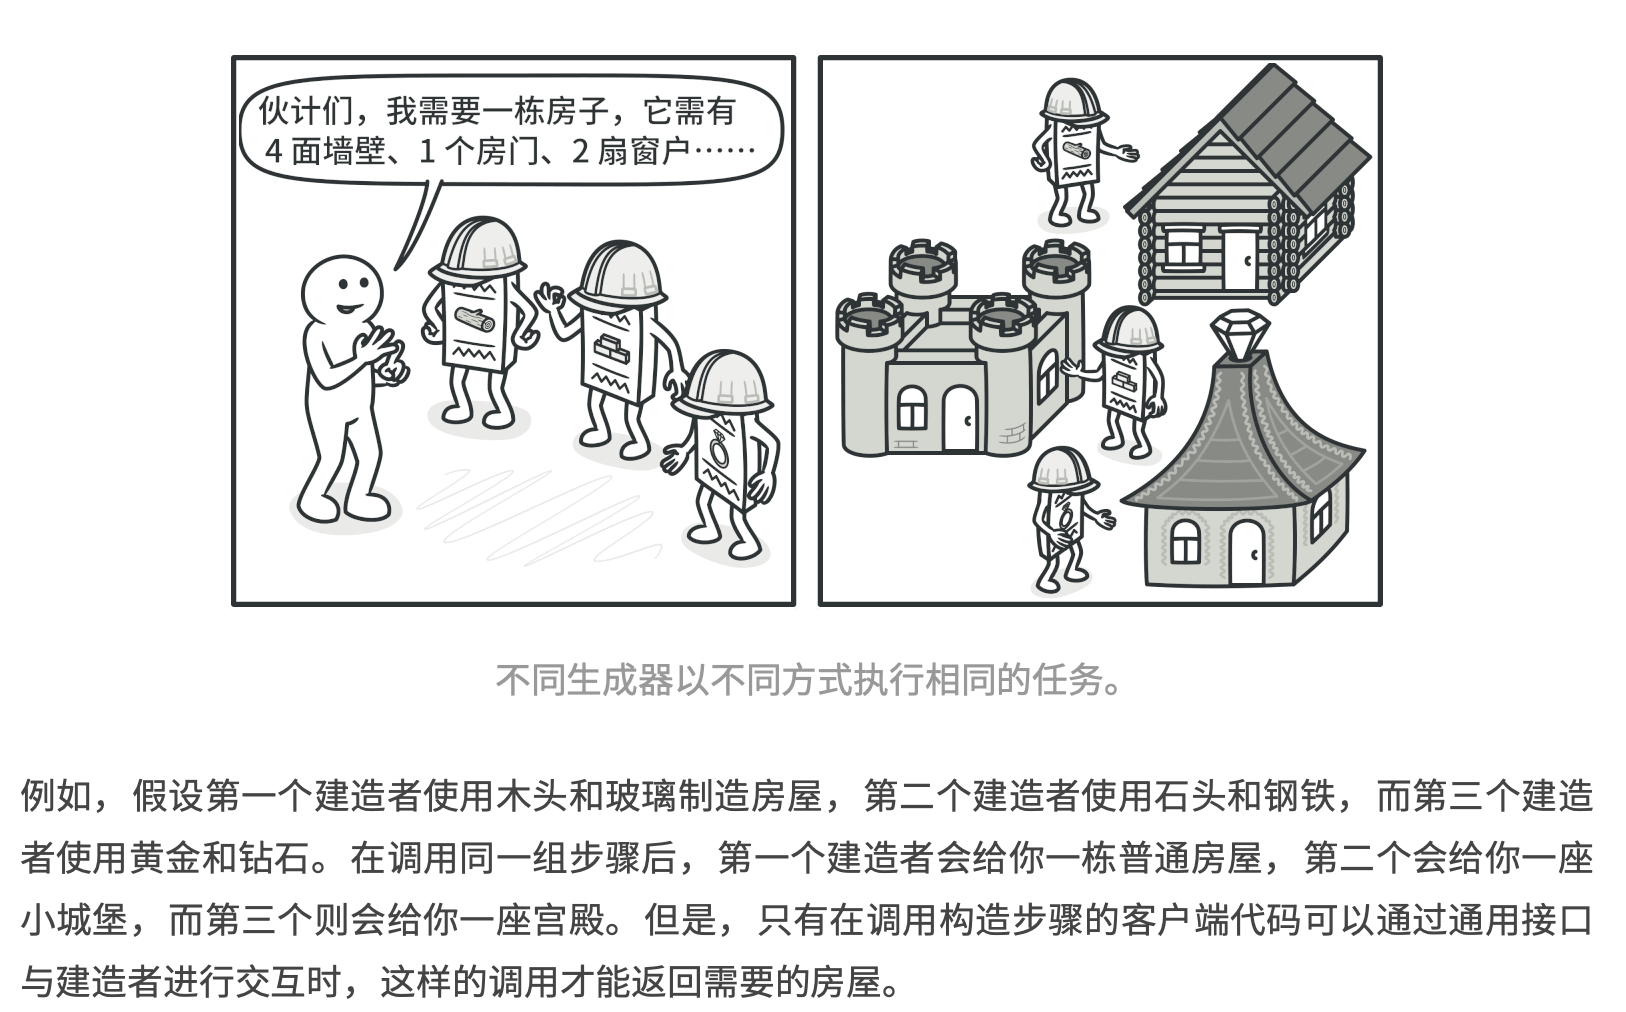 伙计们，我需要一栋房子，它需有
4 面墙壁、1 个房门、2 扇窗户……
不同生成器以不同方式执行相同的任务。
例如，假设第一个建造者使用木头和玻璃制造房屋，第二个建造者使用石头和钢铁，而第三个建造
者使用黄金和钻石。在调用同一组步骤后，第一个建造者会给你一栋普通房屋，第二个会给你一座
小城堡，而第三个则会给你一座宫殿。但是，只有在调用构造步骤的客户端代码可以通过通用接口
与建造者进行交互时，这样的调用才能返回需要的房屋。